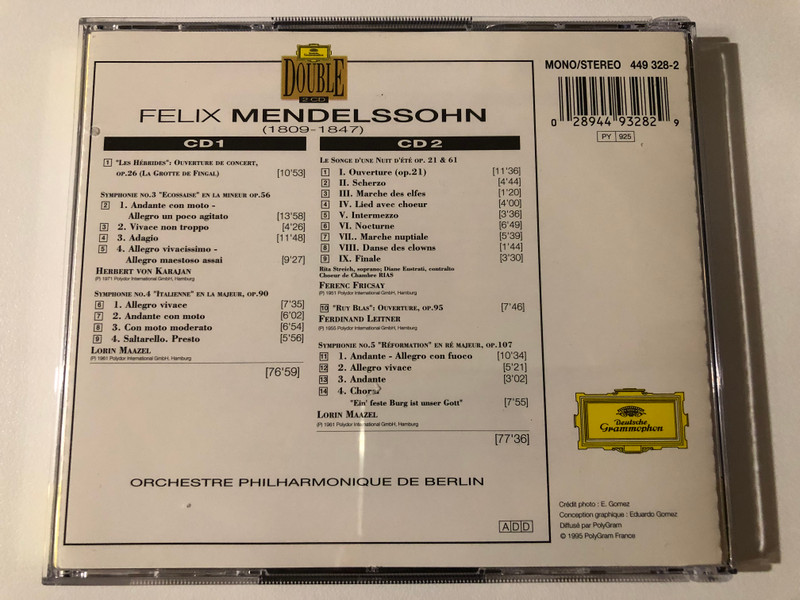 DOUBLE
2 CD
FELIX MENDELSSOHN
(1809-1847)
CD 1
1 "Les Hébrides": Ouverture de concert,
op.26 (La Grotte de Fingal) [10'53]
Symphonie no.3 "Ecossaise" en la mineur op.56
2 1. Andante con moto -
Allegro un poco agitato [13'58]
3 2. Vivace non troppo [4'26]
4 3. Adagio [11'48]
5 4. Allegro vivacissimo -
Allegro maestoso assai [9'27]
Herbert von Karajan
(P) 1971 Polydor International GmbH, Hamburg
Symphonie no.4 "Italienne" en la majeur, op.90
6 1. Allegro vivace [7'35]
7 2. Andante con moto [6'02]
8 3. Con moto moderato [6'54]
9 4. Saltarello. Presto [5'56]
Lorin Maazel
(P) 1961 Polydor International GmbH, Hamburg
[76'59]
CD 2
Le Songe d'une Nuit d'été op. 21 & 61
1 I. Ouverture (op.21) [11'36]
2 II. Scherzo [4'44]
3 III. Marche des elfes [1'20]
4 IV. Lied avec choeur [4'00]
5 V. Intermezzo [3'36]
6 VI. Nocturne [6'49]
7 VII.. Marche nuptiale [5'39]
8 VIII. Danse des clowns [1'44]
9 IX. Finale [3'30]
Rita Streich, soprano; Diane Eustrati, contralto
Choeur de Chambre RIAS
Ferenc Fricsay
(P) 1951 Polydor International GmbH, Hamburg
10 "Ruy Blas": Ouverture, op.95 [7'46]
Ferdinand Leitner
(P) 1955 Polydor International GmbH, Hamburg
Symphonie no.5 "Réformation" en ré majeur, op.107
11 1. Andante - Allegro con fuoco [10'34]
12 2. Allegro vivace [5'21]
13 3. Andante [3'02]
14 4. Choral
"Ein' feste Burg ist unser Gott" [7'55]
Lorin Maazel
(P) 1961 Polydor International GmbH, Hamburg
[77'36]
ORCHESTRE PHILHARMONIQUE DE BERLIN
ADD
MONO/STEREO 449 328-2
0 28944 93282 9
PY 925
Deutsche
Grammophon
Crédit photo : E. Gomez
Conception graphique : Eduardo Gomez
Diffusé par PolyGram
© 1995 PolyGram France